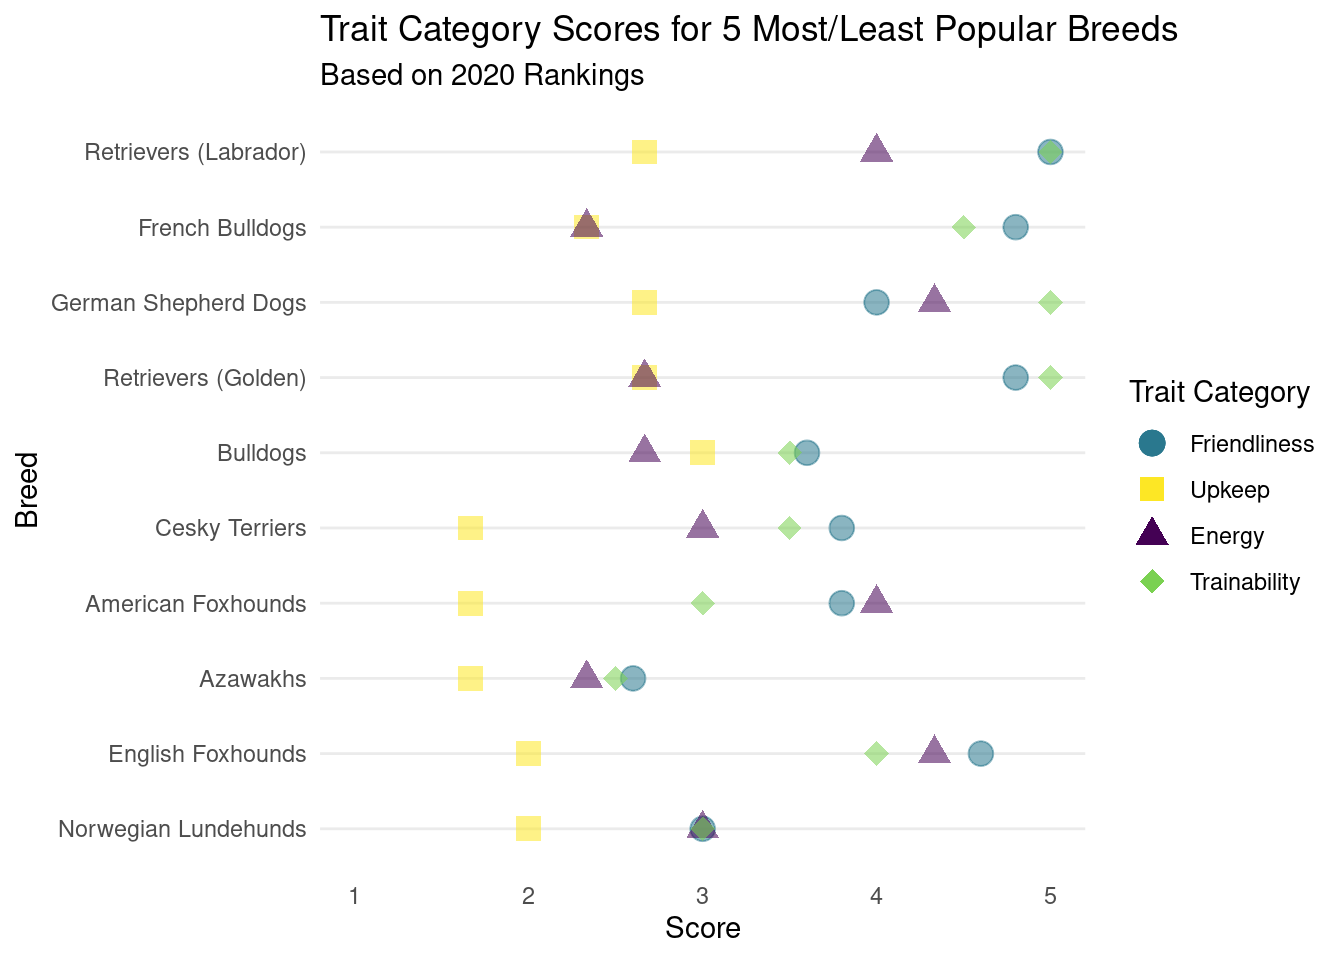 Trait Category Scores for 5 Most/Least Popular Breeds
Based on 2020 Rankings
Retrievers (Labrador)
French Bulldogs
German Shepherd Dogs
Retrievers (Golden)
Bulldogs
Cesky Terriers
American Foxhounds
Azawakhs
English Foxhounds
Norwegian Lundehunds
Breed
1 2 3 4 5
Score
Trait Category
Friendliness
Upkeep
Energy
Trainability